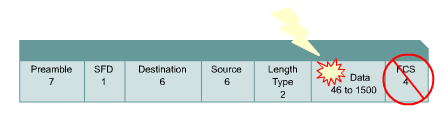 Preamble
7
SFD
1
Destination
6
Source
6
Length
Type
2
Data
46 to 1500
FCS
4